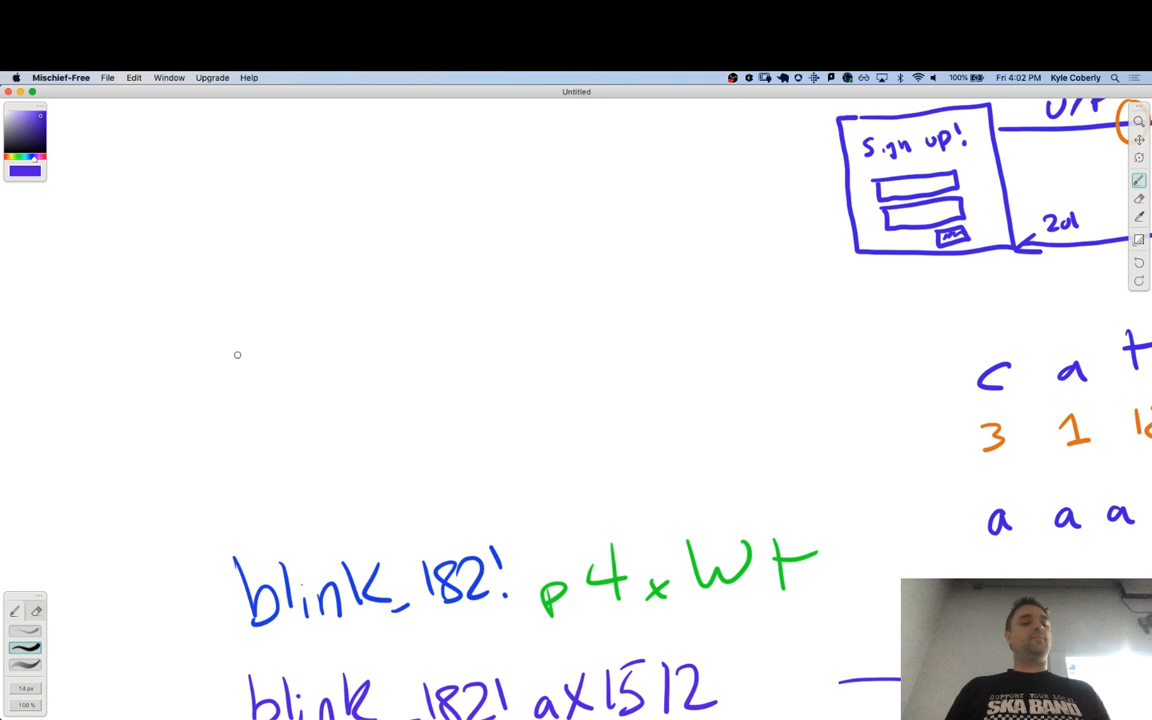 Mischief-Free File Edit Window Upgrade Help 100% Fri 4:02 PM Kyle Coberly
Untitled
U/P
Sign up!
201
c a t
3 1
a a a
blink_182! p4xWt
blink_182! aX1512
14 px
100 %
SUPPORT YOUR LOCAL
SKA BAND